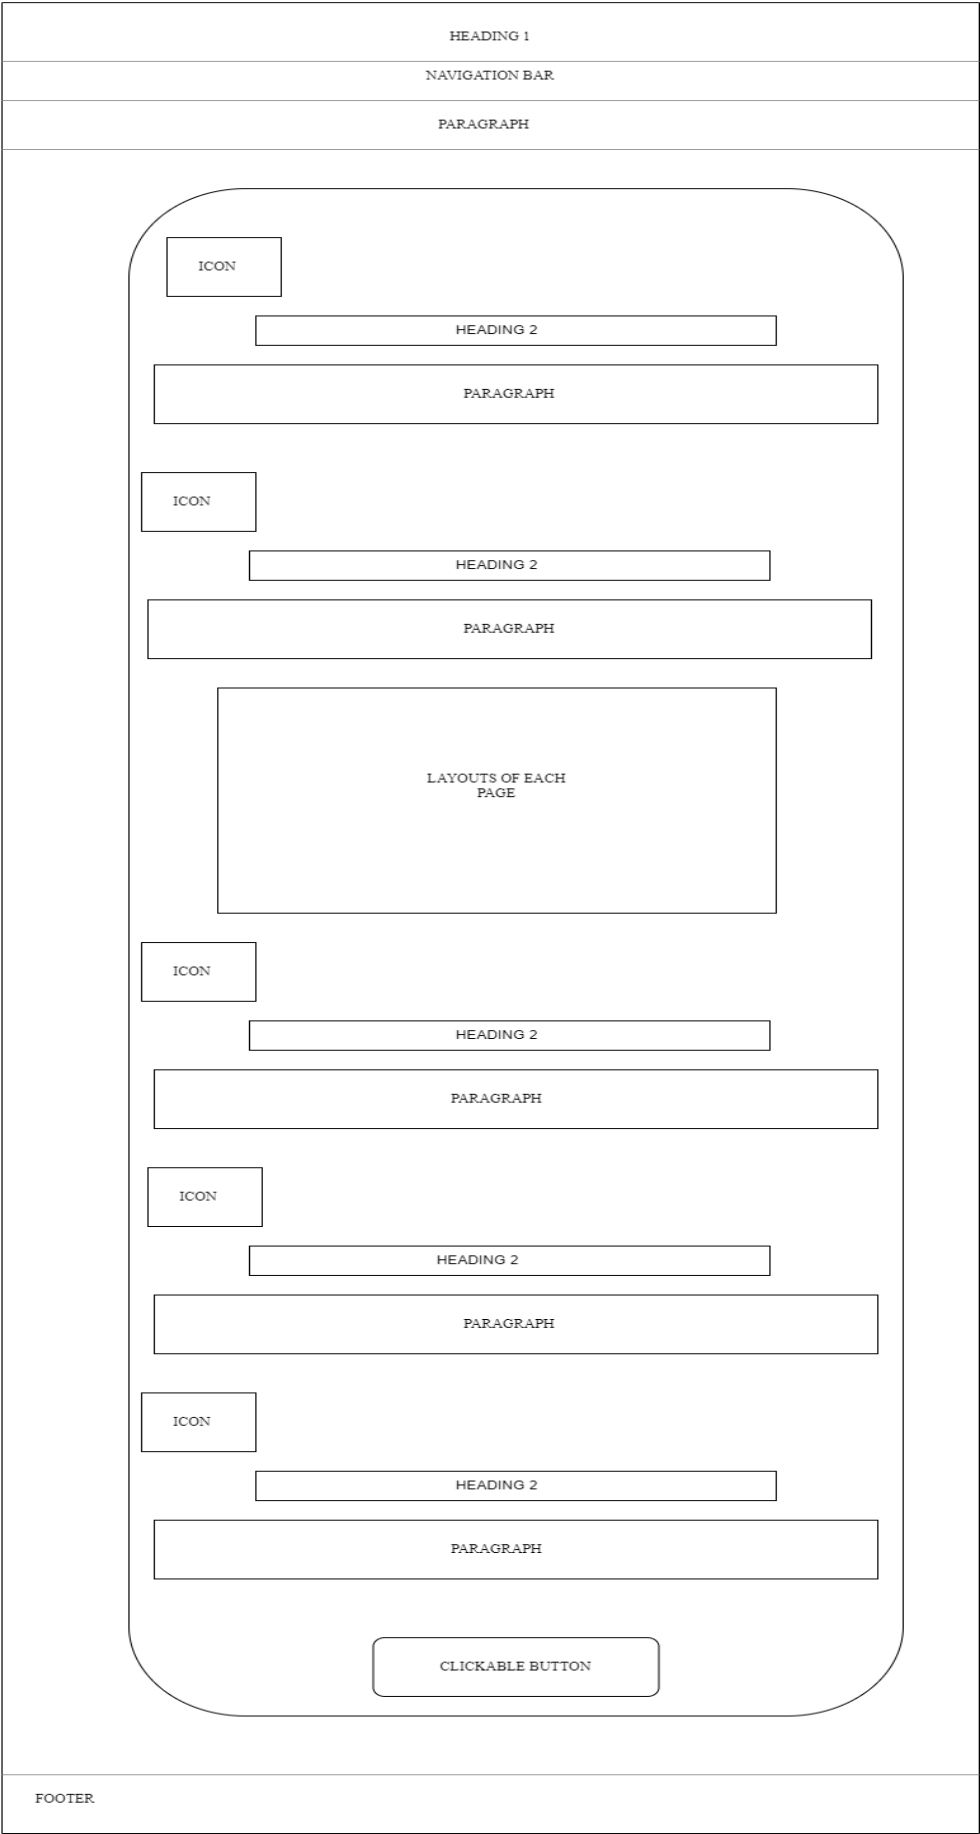 HEADING 1
NAVIGATION BAR
PARAGRAPH
ICON
HEADING 2
PARAGRAPH
ICON
HEADING 2
PARAGRAPH
LAYOUTS OF EACH
PAGE
ICON
HEADING 2
PARAGRAPH
ICON
HEADING 2
PARAGRAPH
ICON
HEADING 2
PARAGRAPH
CLICKABLE BUTTON
FOOTER